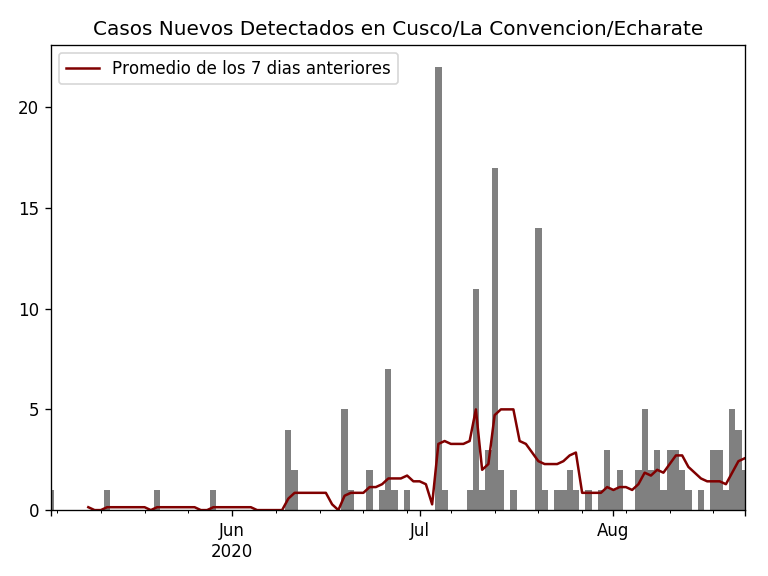 Casos Nuevos Detectados en Cusco/La Convencion/Echarate
Promedio de los 7 dias anteriores
20
15
10
5
0
Jun
2020
Jul
Aug